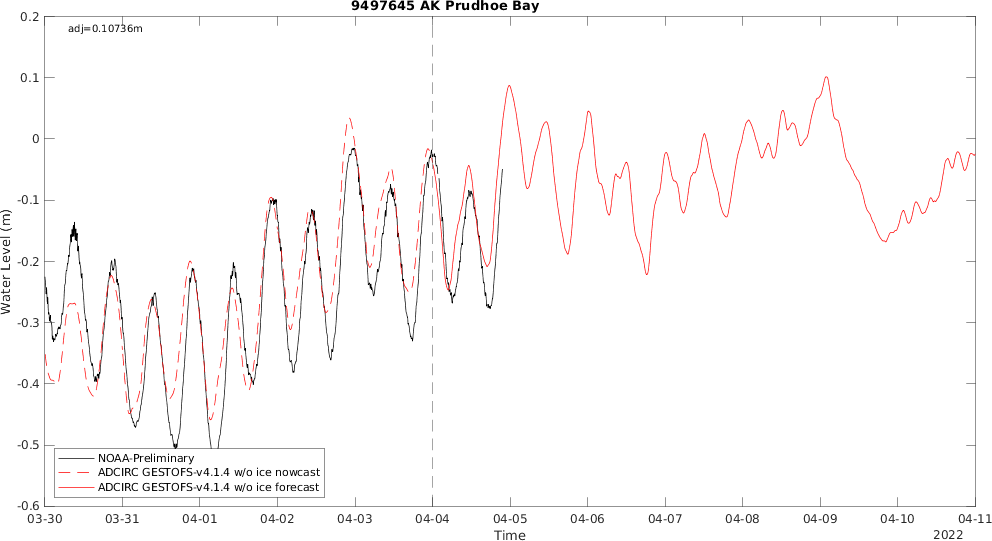 9497645 AK Prudhoe Bay
adj=0.10736m
0.2
0.1
0
-0.1
-0.2
-0.3
-0.4
-0.5
-0.6
Water Level (m)
NOAA-Preliminary
ADCIRC GESTOFS-v4.1.4 w/o ice nowcast
ADCIRC GESTOFS-v4.1.4 w/o ice forecast
03-30 03-31 04-01 04-02 04-03 04-04 04-05 04-06 04-07 04-08 04-09 04-10 04-11
Time
2022